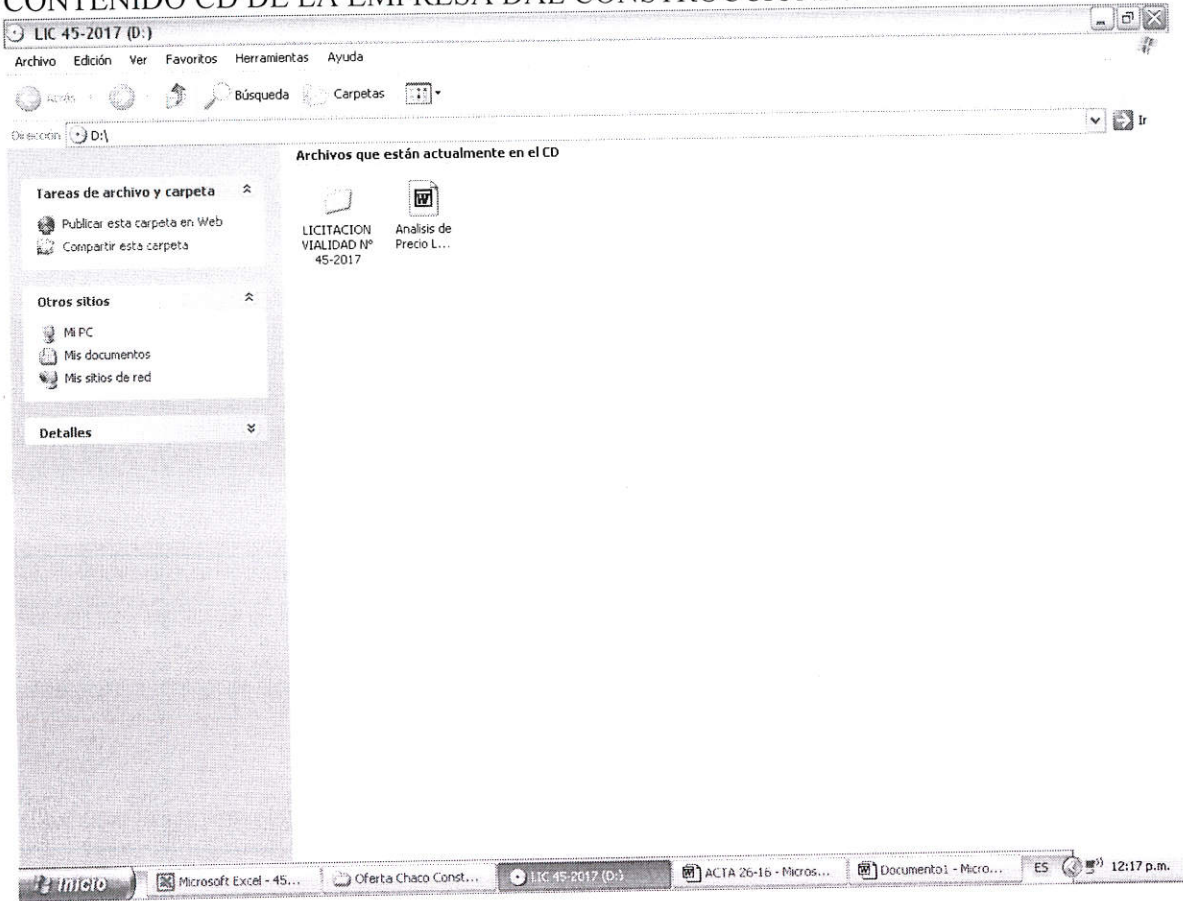 CONTENIDO CD DE LA EMPRESA DAL
LIC 45-2017 (D:)
Archivo Edición Ver Favoritos Herramientas Ayuda
Atrás Búsqueda Carpetas
Dirección D:\ Ir
Archivos que están actualmente en el CD
Tareas de archivo y carpeta
Publicar esta carpeta en Web
Compartir esta carpeta
LICITACION
VIALIDAD Nº
45-2017
Analisis de
Precio L...
Otros sitios
Mi PC
Mis documentos
Mis sitios de red
Detalles
Inicio Microsoft Excel - 45... Oferta Chaco Const... LIC 45-2017 (D:) ACTA 26-16 - Micros... Documento1 - Micro... ES 12:17 p.m.